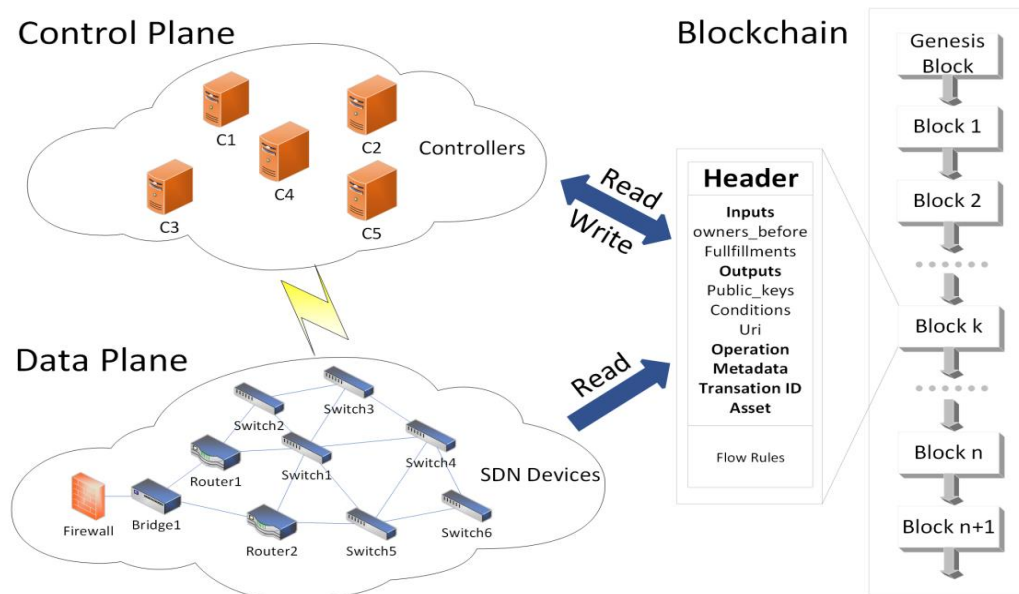 Control Plane
C1
C2
Controllers
C4
C3
C5
Data Plane
Switch3
Switch2
Switch1
Switch4
Router1
SDN Devices
Firewall
Bridge1
Router2
Switch5
Switch6
Read
Write
Read
Blockchain
Header
Inputs
owners_before
Fullfillments
Outputs
Public_keys
Conditions
Uri
Operation
Metadata
Transation ID
Asset
Flow Rules
Genesis
Block
Block 1
Block 2
Block k
Block n
Block n+1